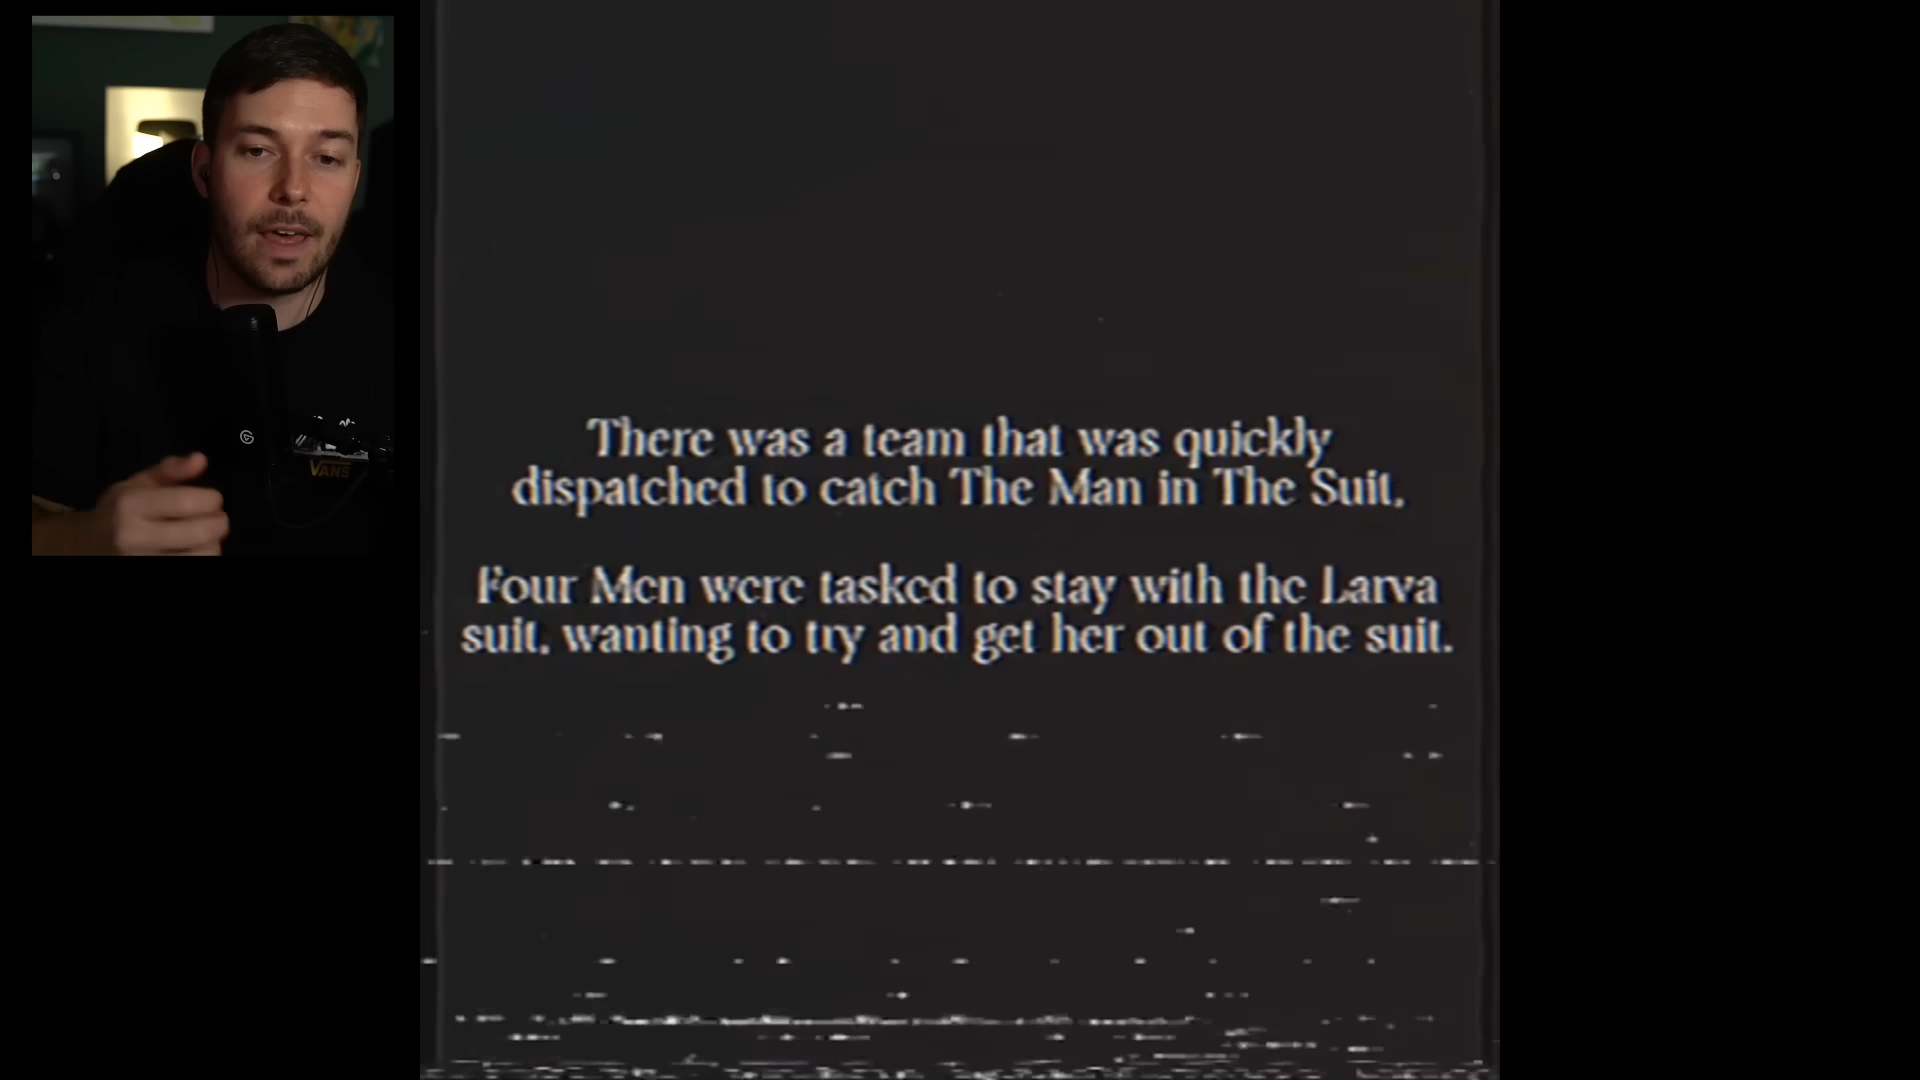 There was a team that was quickly
dispatched to catch The Man in The Suit,
Four Men were tasked to stay with the Larva
suit, wanting to try and get her out of the suit.
VANS